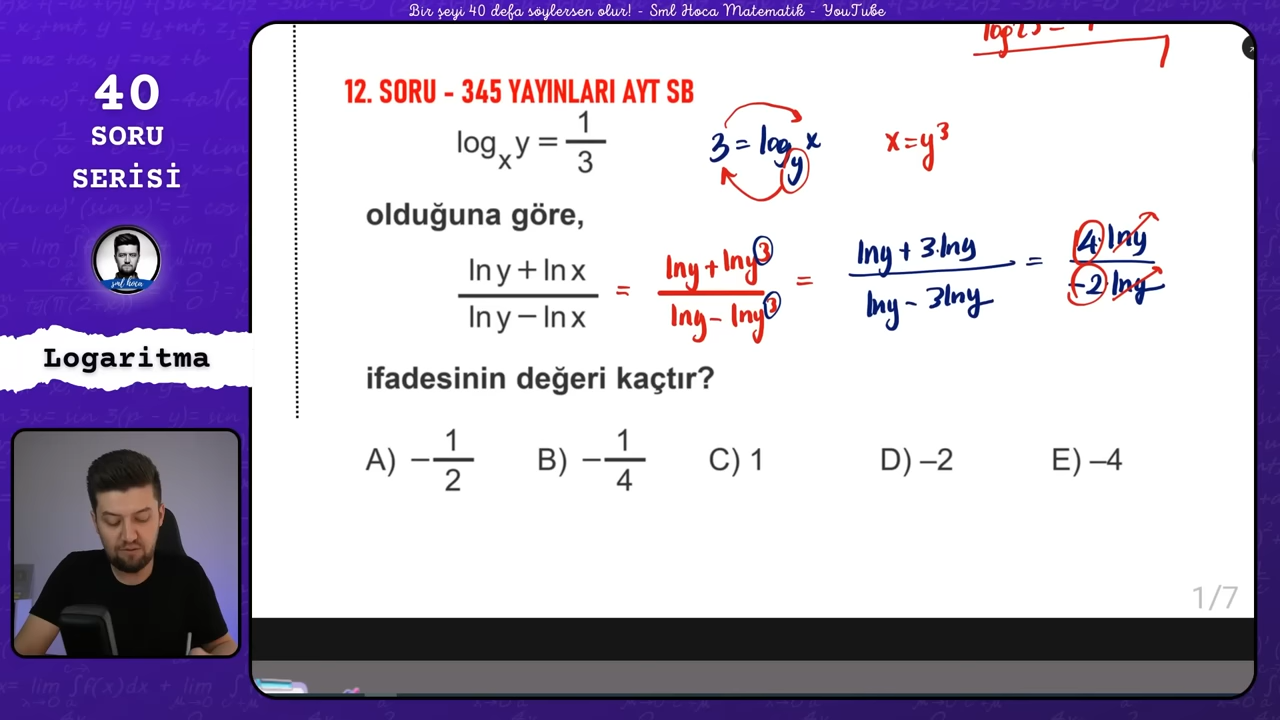 Bir şeyi 40 defa söylersen olur! - Sml Hoca Matematik - YouTube
40
SORU
SERİSİ
sml hoca
Logaritma
12. SORU - 345 YAYINLARI AYT SB
log_x y = 1/3
3 = log_y x
x = y³
olduğuna göre,
(ln y + ln x)/(ln y − ln x) = (lny + lny³)/(lny − lny³) = (lny + 3·lny)/(lny − 3lny) = (4·lny)/(−2 lny)
ifadesinin değeri kaçtır?
A) −1/2 B) −1/4 C) 1 D) –2 E) –4
1/7